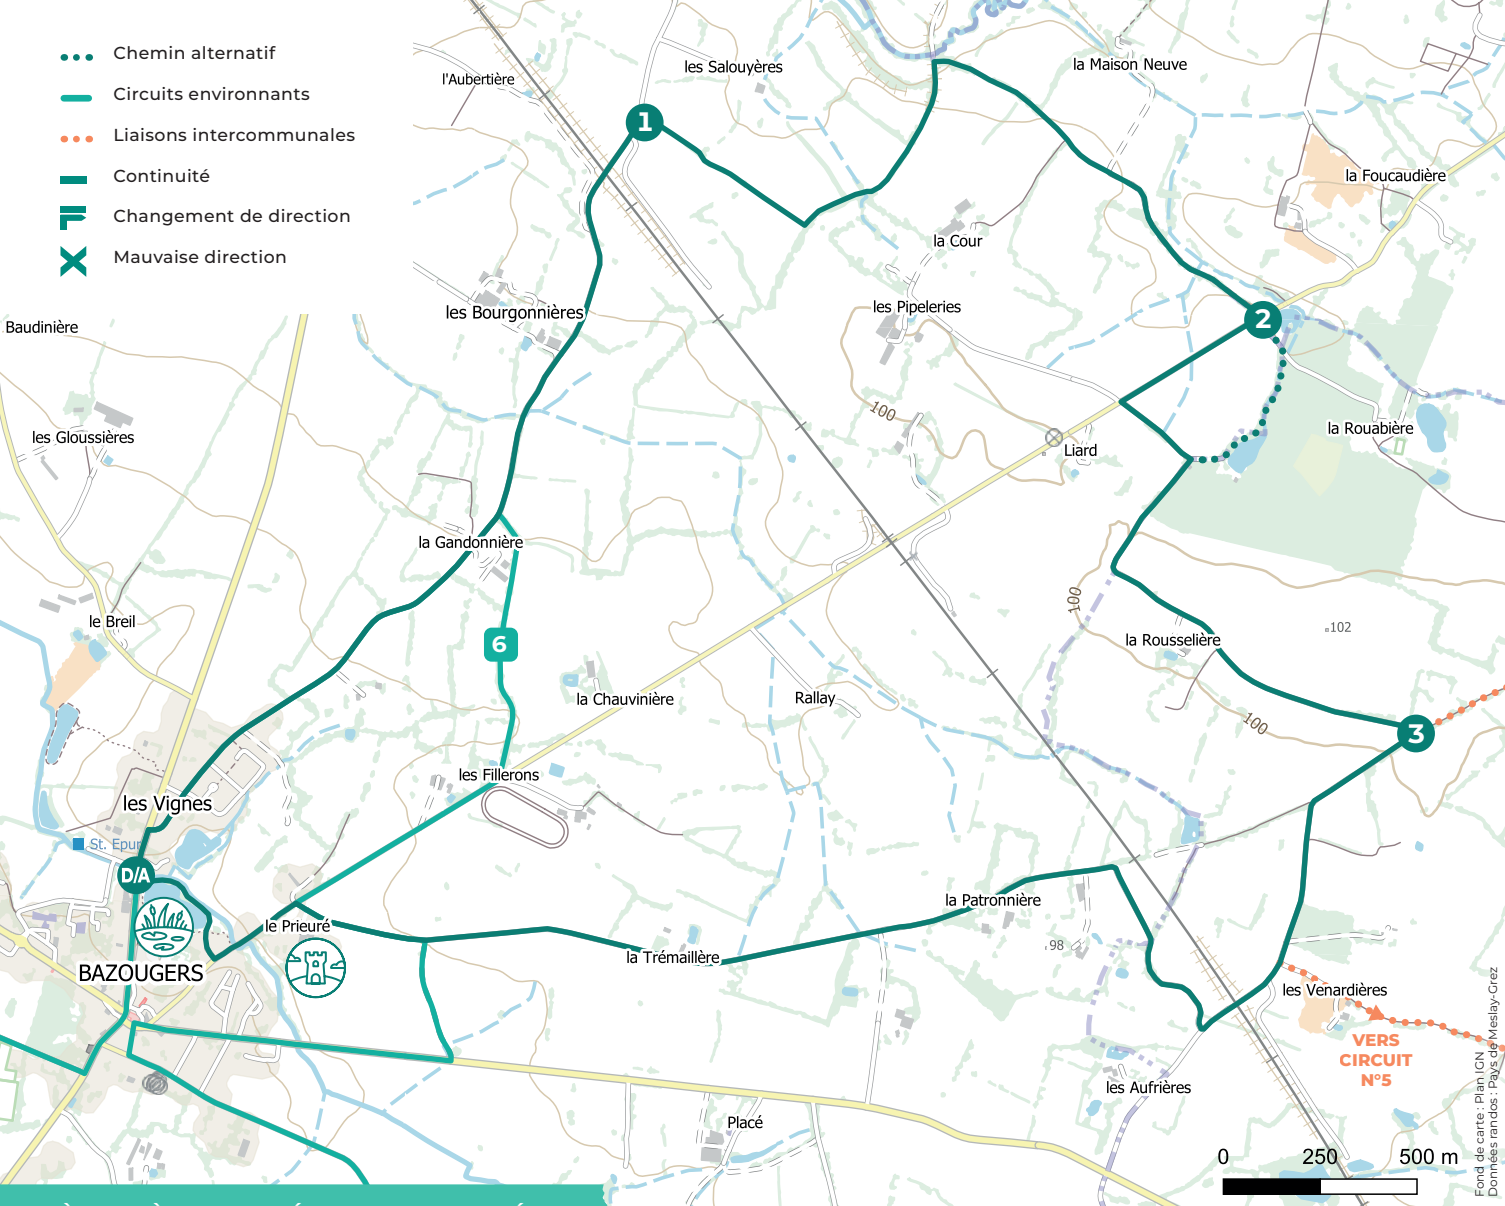 Chemin alternatif
Circuits environnants
Liaisons intercommunales
Continuité
Changement de direction
Mauvaise direction
l'Aubertière
les Salouyères
la Maison Neuve
1
la Foucaudière
la Cour
les Bourgonnières
les Pipeleries
2
Baudinière
100
les Gloussières
Liard
la Rouabière
la Gandonnière
100
le Breil
102
la Rousselière
6
la Chauvinière
Rallay
100
3
les Fillerons
les Vignes
St. Epur
D/A
la Patronnière
le Prieuré
98
la Trémaillère
BAZOUGERS
les Venardières
VERS
CIRCUIT
N°5
les Aufrières
Placé
0 250 500 m
Fond de carte : Plan IGN
Données randos : Pays de Meslay-Grez